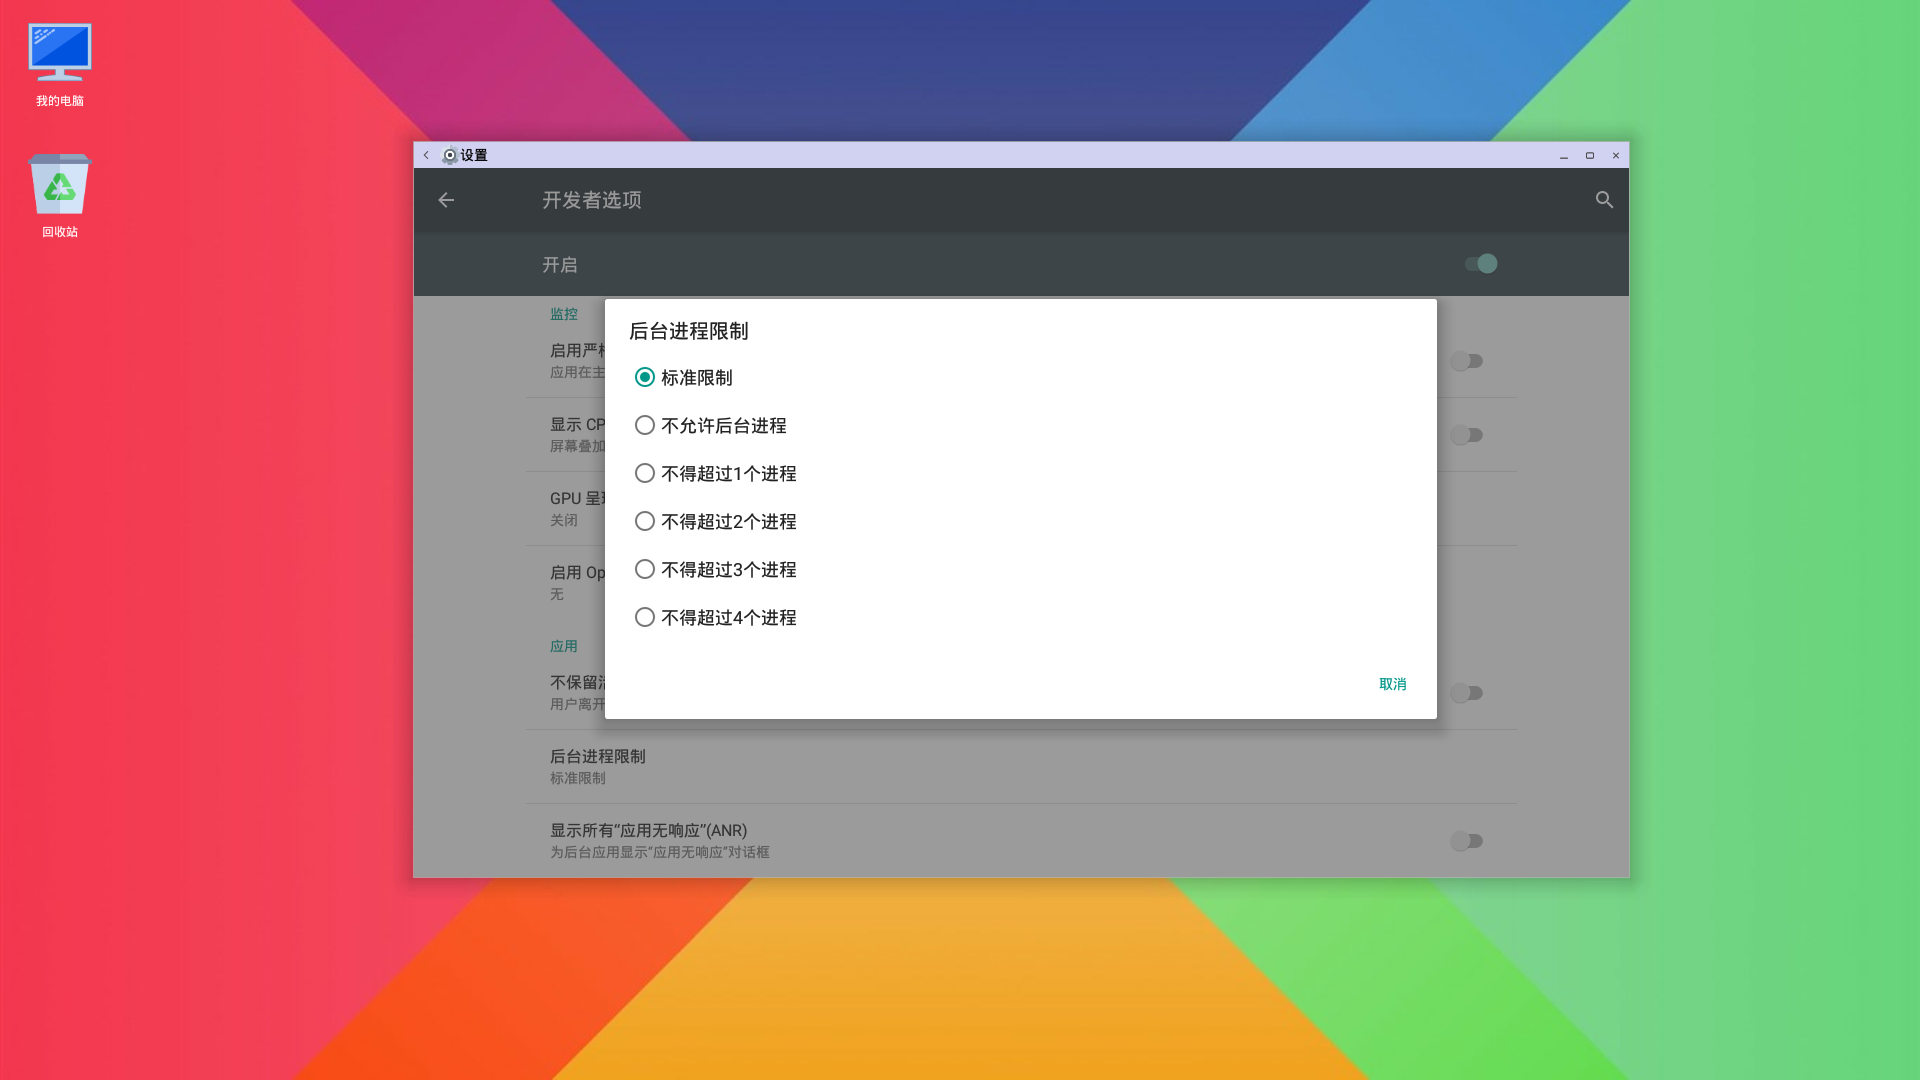 我的电脑
回收站
设置
开发者选项
开启
监控
启用严
应用在主
显示 CP
屏幕叠加
GPU 呈
关闭
启用 Op
无
应用
不保留
用户离开
后台进程限制
标准限制
不允许后台进程
不得超过1个进程
不得超过2个进程
不得超过3个进程
不得超过4个进程
取消
后台进程限制
标准限制
显示所有“应用无响应”(ANR)
为后台应用显示“应用无响应”对话框